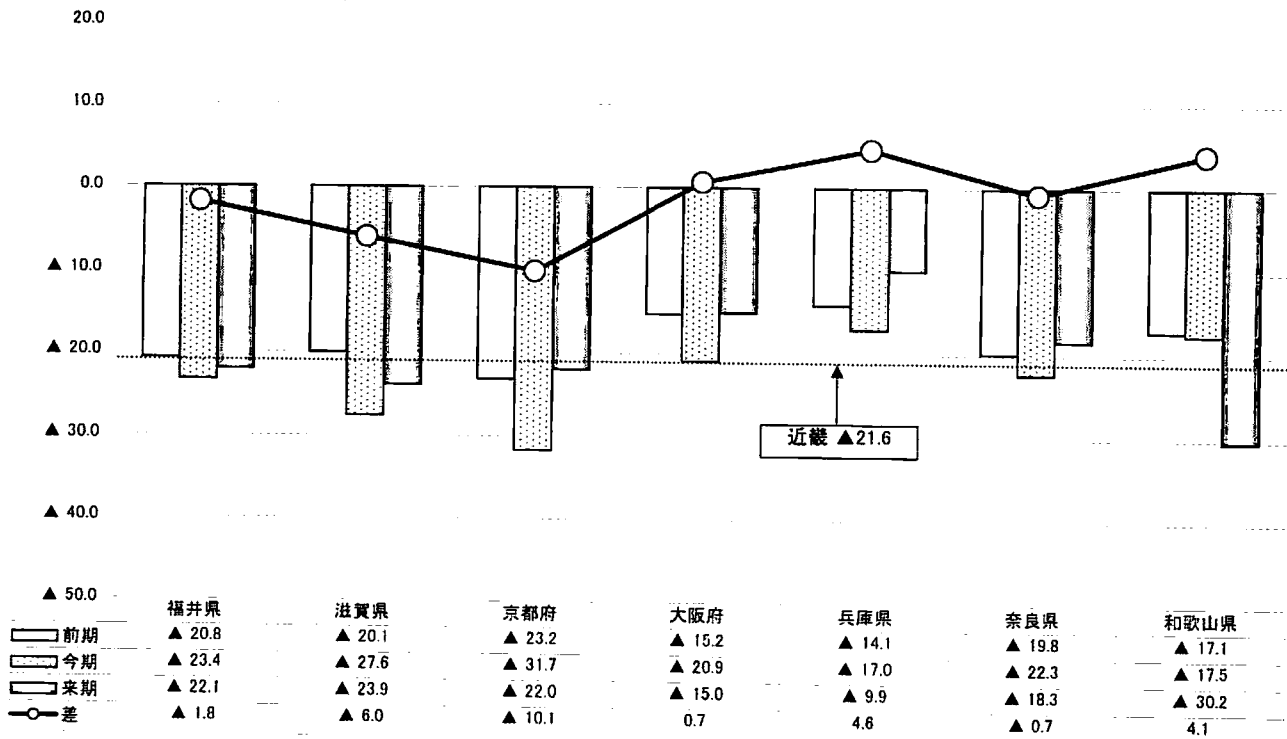 20.0
10.0
0.0
▲ 10.0
▲ 20.0
▲ 30.0
▲ 40.0
▲ 50.0
近畿 ▲21.6
福井県 滋賀県 京都府 大阪府 兵庫県 奈良県 和歌山県
前期 ▲ 20.8 ▲ 20.1 ▲ 23.2 ▲ 15.2 ▲ 14.1 ▲ 19.8 ▲ 17.1
今期 ▲ 23.4 ▲ 27.6 ▲ 31.7 ▲ 20.9 ▲ 17.0 ▲ 22.3 ▲ 17.5
来期 ▲ 22.1 ▲ 23.9 ▲ 22.0 ▲ 15.0 ▲ 9.9 ▲ 18.3 ▲ 30.2
差 ▲ 1.8 ▲ 6.0 ▲ 10.1 0.7 4.6 ▲ 0.7 4.1